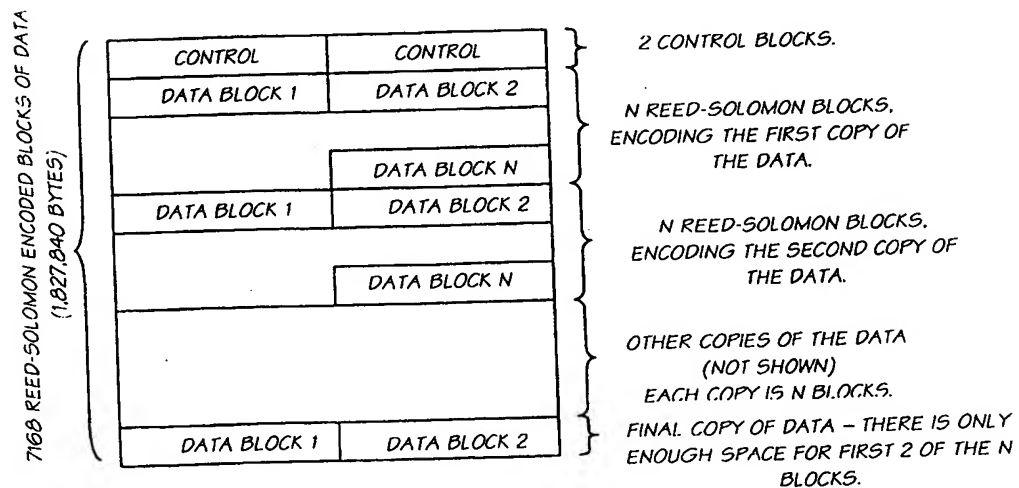 7168 REED-SOLOMON ENCODED BLOCKS OF DATA
(1,827,840 BYTES)
CONTROL CONTROL
2 CONTROL BLOCKS.
DATA BLOCK 1 DATA BLOCK 2
N REED-SOLOMON BLOCKS,
ENCODING THE FIRST COPY OF
THE DATA.
DATA BLOCK N
DATA BLOCK 1 DATA BLOCK 2
N REED-SOLOMON BLOCKS.
ENCODING THE SECOND COPY OF
THE DATA.
DATA BLOCK N
OTHER COPIES OF THE DATA
(NOT SHOWN)
EACH COPY IS N BLOCKS.
DATA BLOCK 1 DATA BLOCK 2
FINAL COPY OF DATA – THERE IS ONLY
ENOUGH SPACE FOR FIRST 2 OF THE N
BLOCKS.